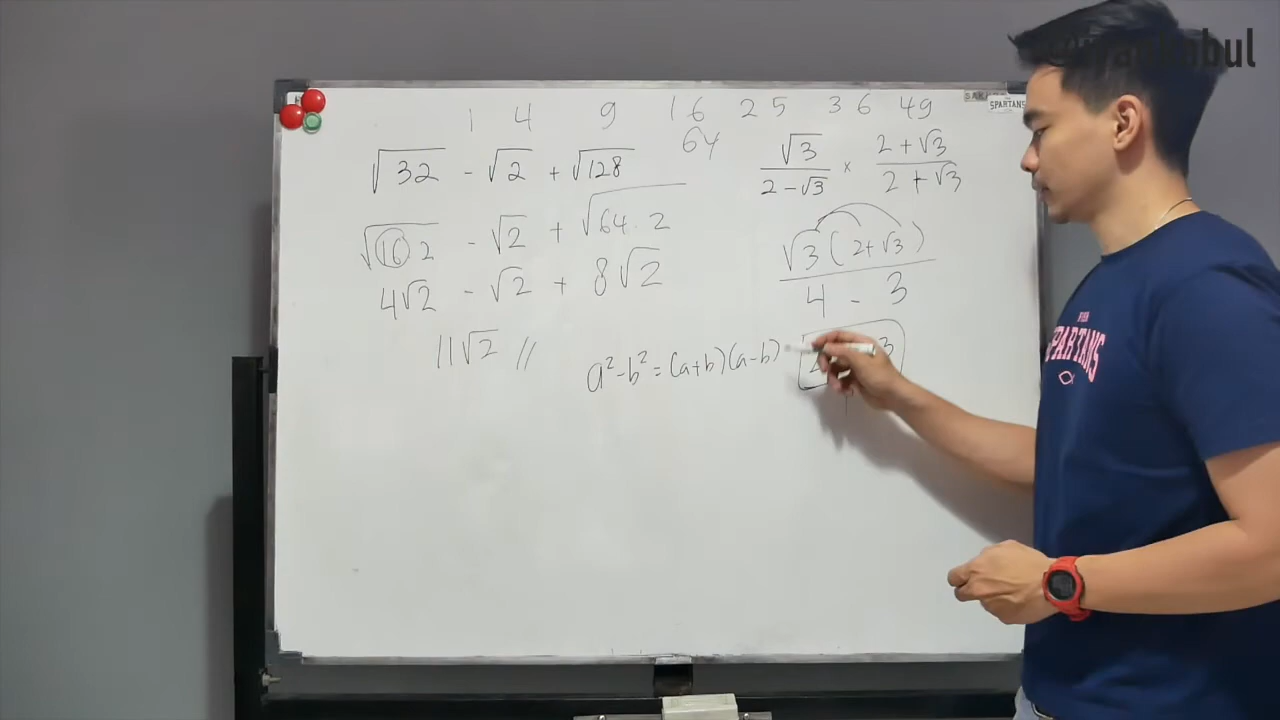 1 4 9 16 25 36 49
64
√32 - √2 + √128
√16 2 - √2 + √64.2
4√2 - √2 + 8√2
11√2 //
a²-b² = (a+b)(a-b)
√3/2-√3 × 2+√3/2+√3
√3(2+√3)/4 - 3
3
SPARTANS
SPARTANS